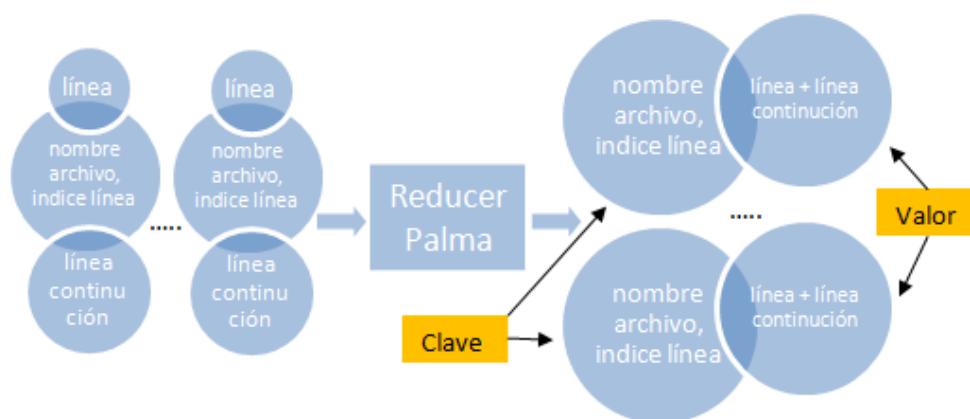 línea
nombre
archivo,
indice línea
línea
continu
ción
.....
línea
nombre
archivo,
indice línea
línea
continu
ción
Reducer
Palma
nombre
archivo,
indice línea
línea + línea
continución
.....
nombre
archivo,
indice línea
línea + línea
continución
Clave
Valor